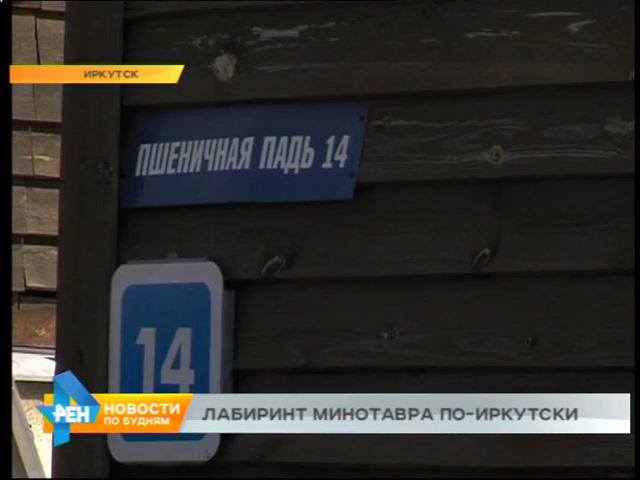 ИРКУТСК
ПШЕНИЧНАЯ ПАДЬ 14
14
РЕН
НОВОСТИ
ПО БУДНЯМ
ЛАБИРИНТ МИНОТАВРА ПО-ИРКУТСКИ